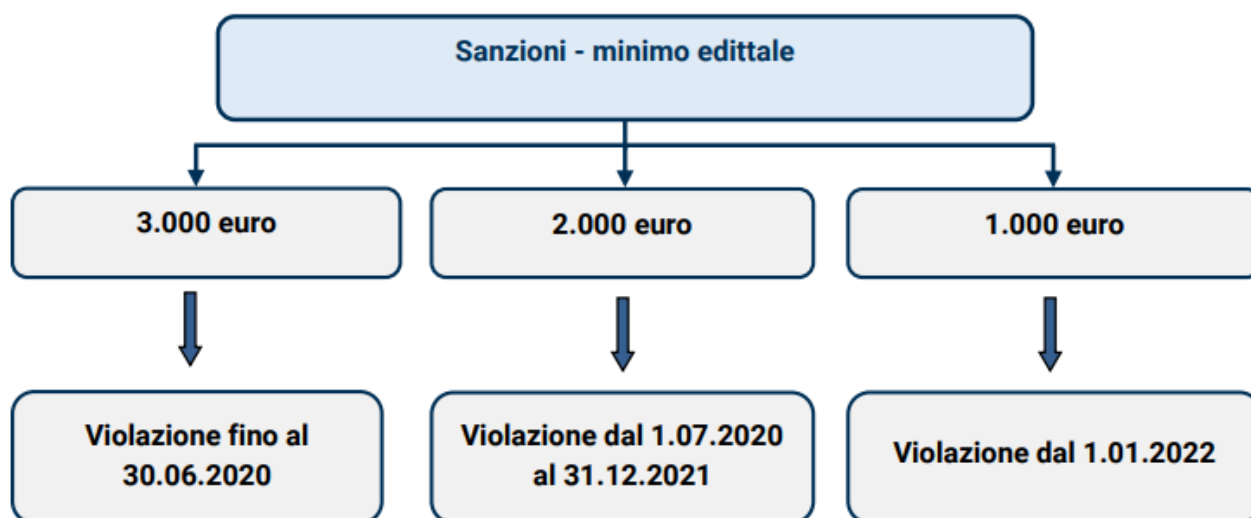 Sanzioni - minimo edittale
3.000 euro
2.000 euro
1.000 euro
Violazione fino al
30.06.2020
Violazione dal 1.07.2020
al 31.12.2021
Violazione dal 1.01.2022